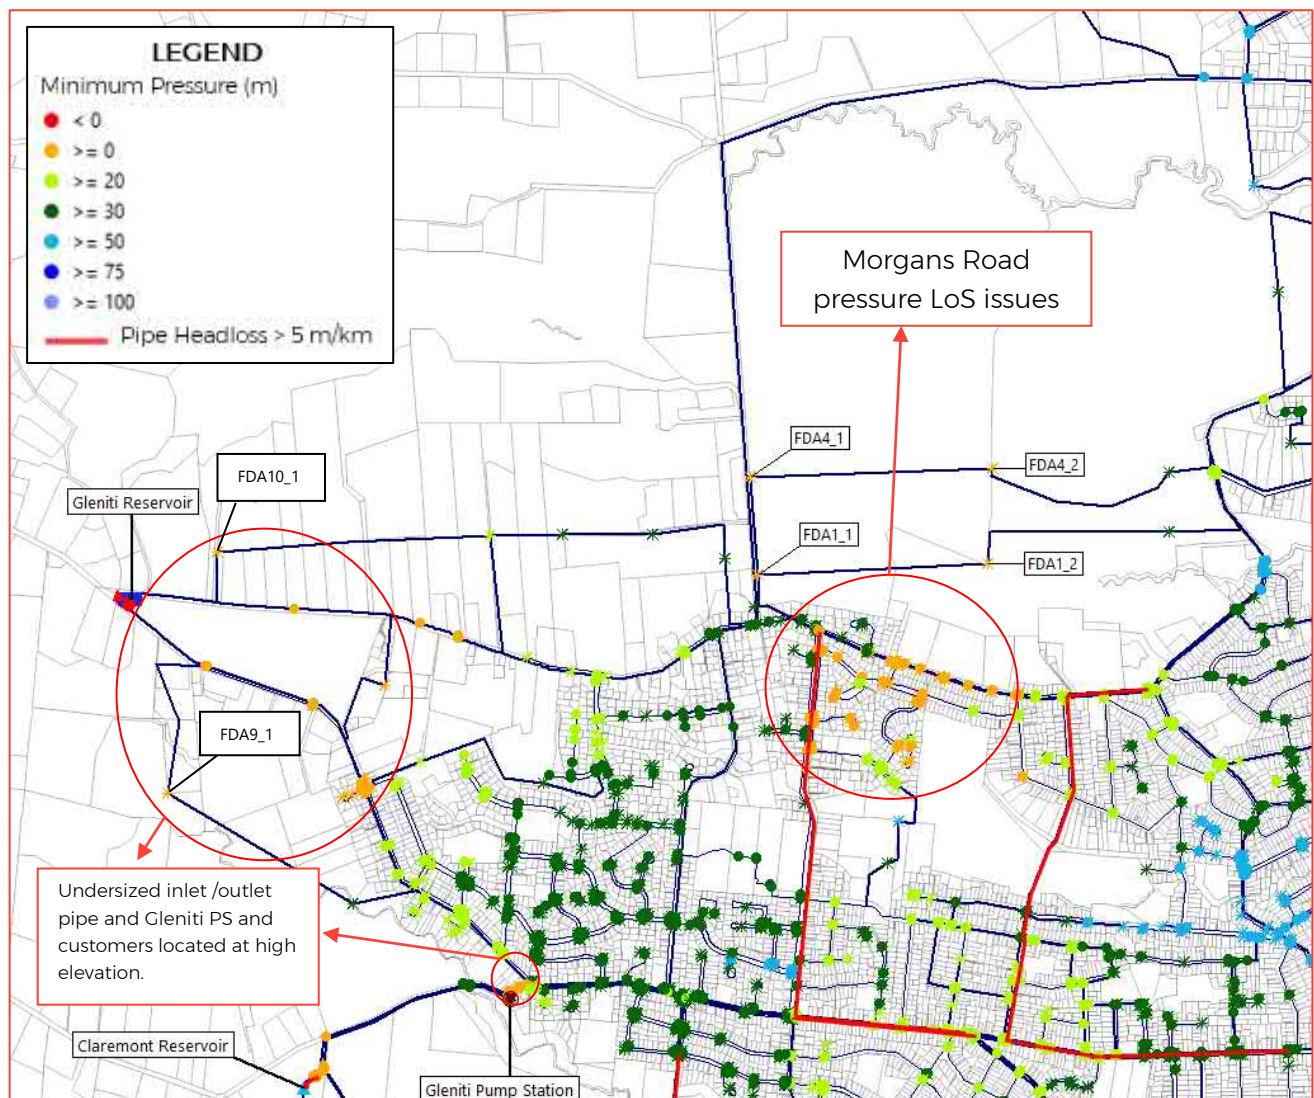 LEGEND
Minimum Pressure (m)
< 0
>= 0
>= 20
>= 30
>= 50
>= 75
>= 100
Pipe Headloss > 5 m/km
Morgans Road
pressure LoS issues
FDA4_1
FDA4_2
FDA10_1
Gleniti Reservoir
FDA1_1
FDA1_2
FDA9_1
Undersized inlet /outlet
pipe and Gleniti PS and
customers located at high
elevation.
Claremont Reservoir
Gleniti Pump Station